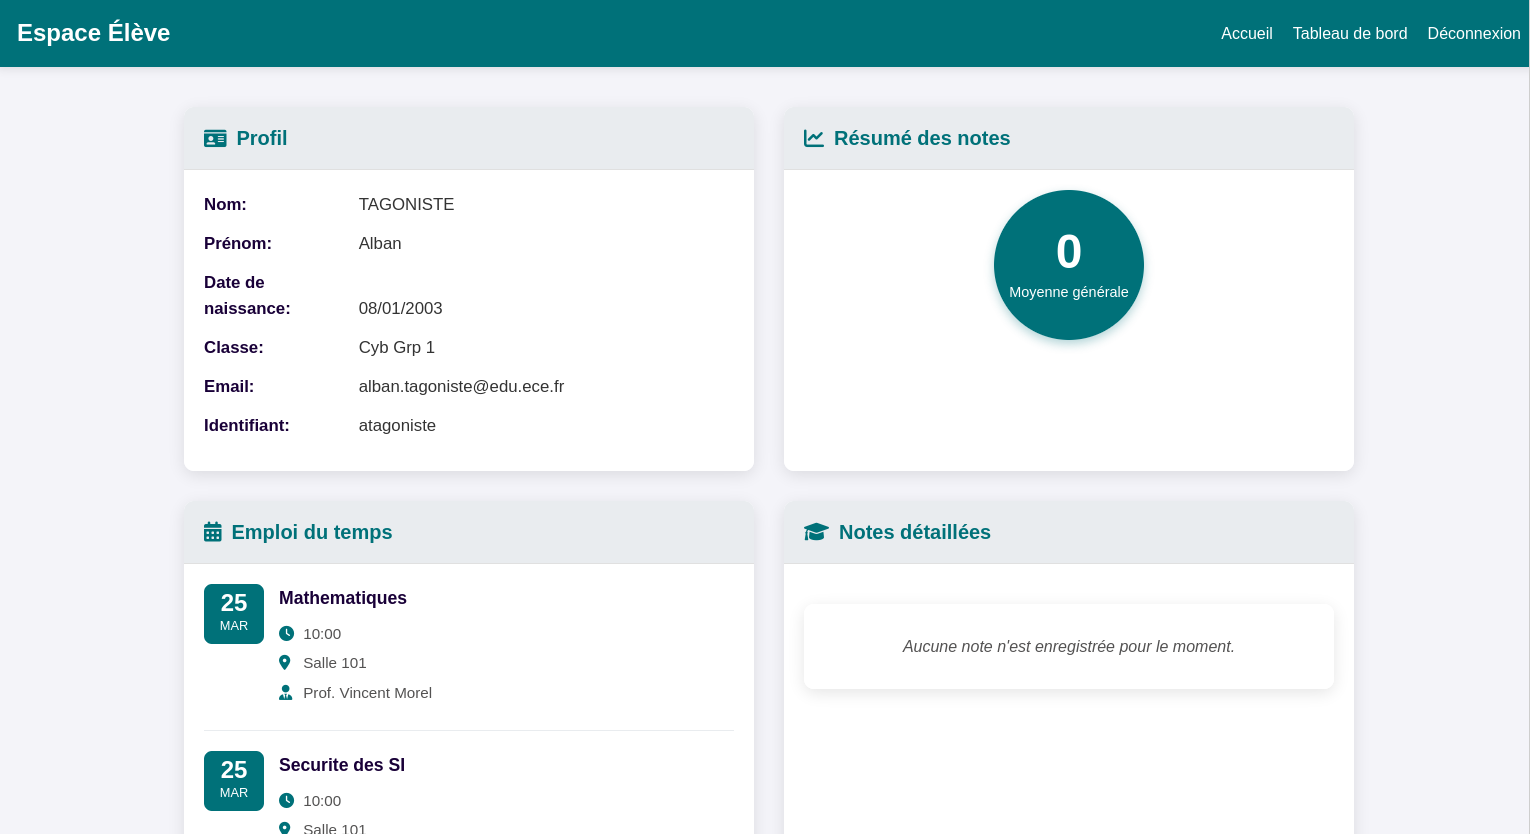 Espace Élève
Accueil Tableau de bord Déconnexion
Profil
Nom: TAGONISTE
Prénom: Alban
Date de
naissance: 08/01/2003
Classe: Cyb Grp 1
Email: alban.tagoniste@edu.ece.fr
Identifiant: atagoniste
Résumé des notes
0
Moyenne générale
Emploi du temps
25
MAR
Mathematiques
10:00
Salle 101
Prof. Vincent Morel
25
MAR
Securite des SI
10:00
Salle 101
Notes détaillées
Aucune note n'est enregistrée pour le moment.